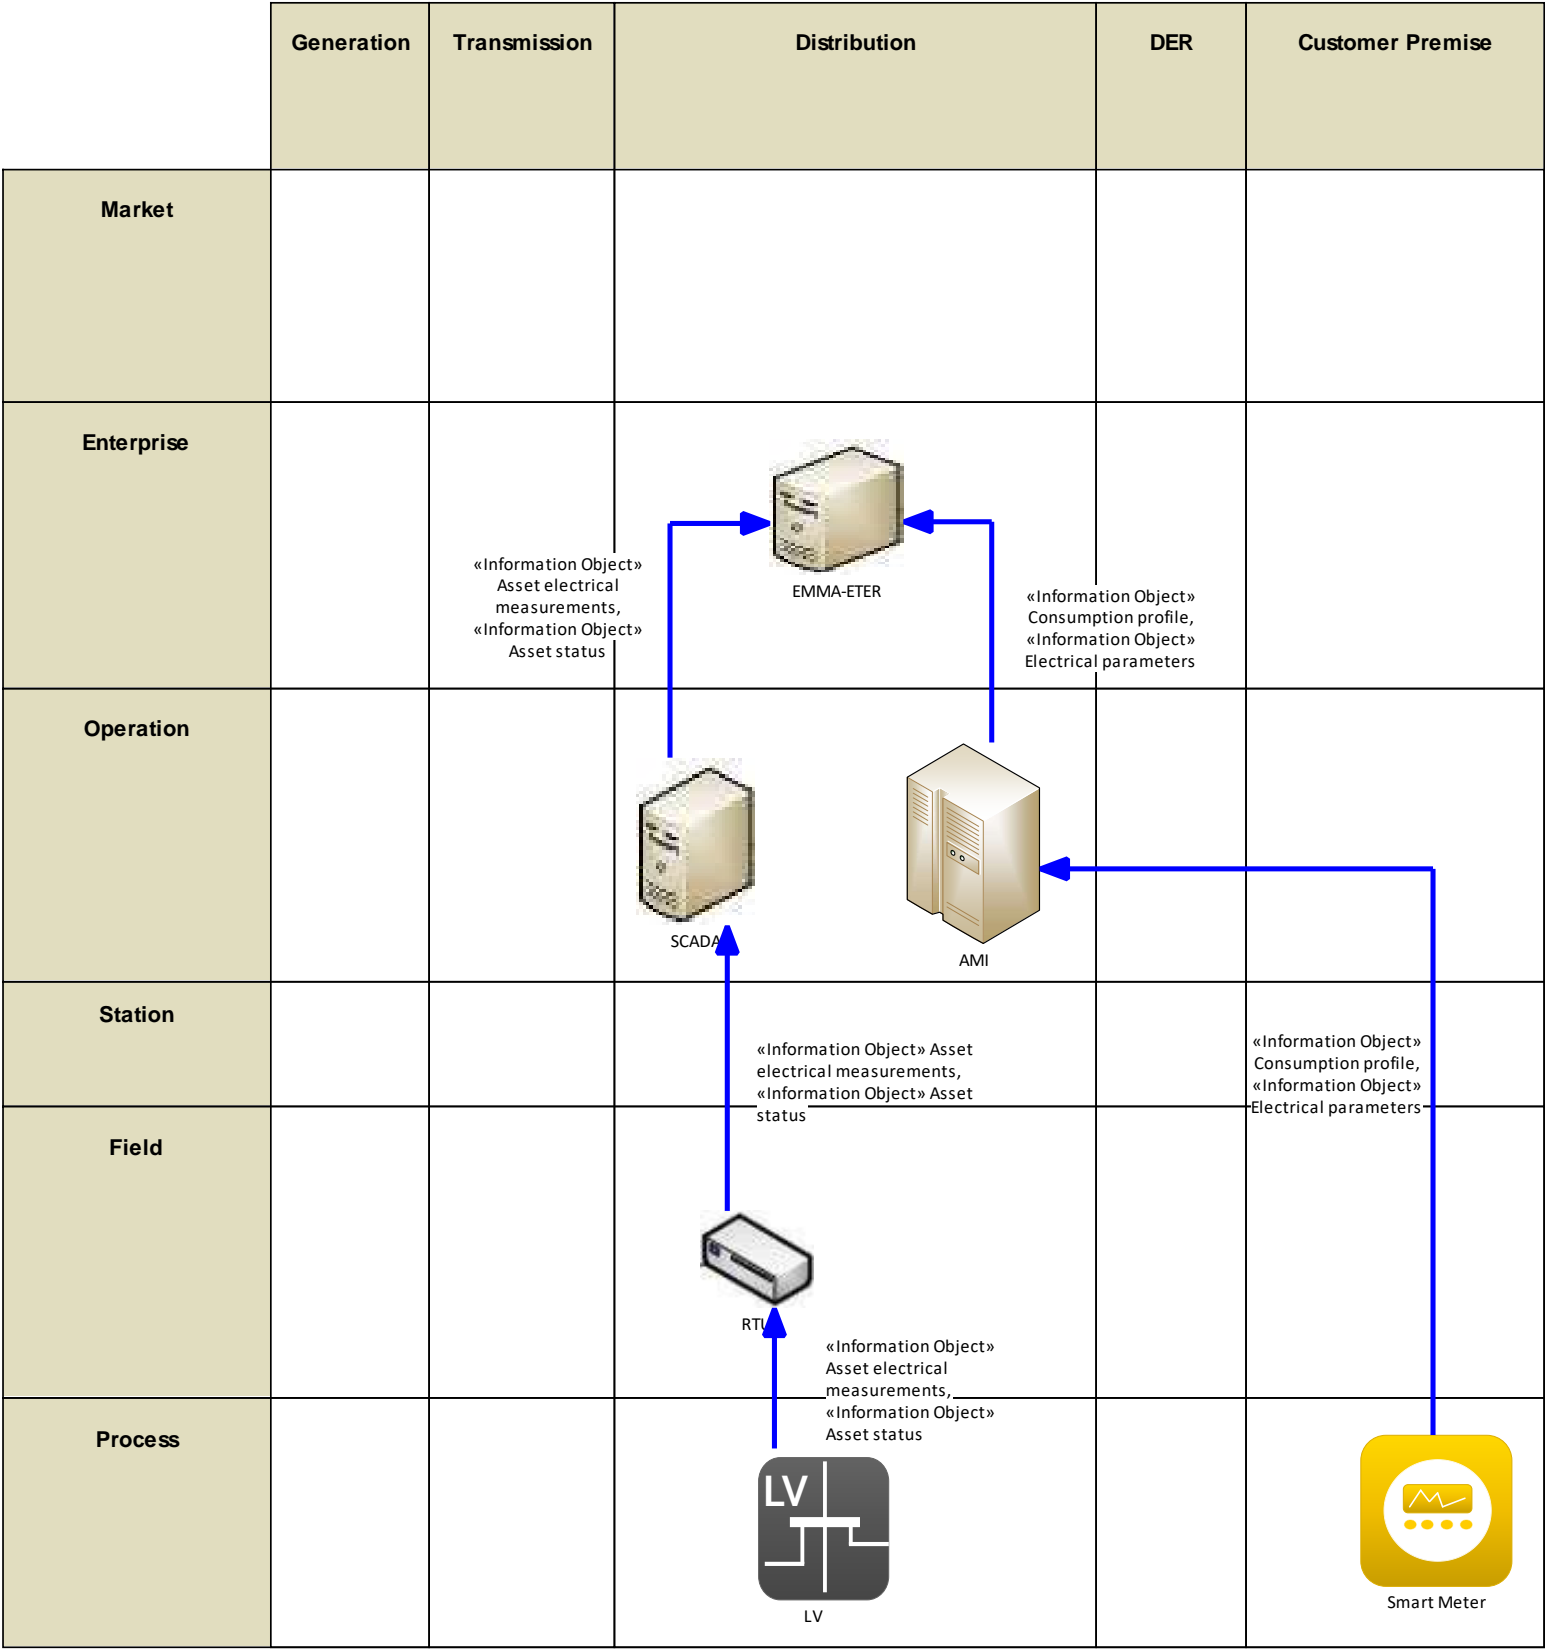 Generation
Transmission
Distribution
DER
Customer Premise
Market
Enterprise
«Information Object»
Asset electrical
measurements,
«Information Object»
Asset status
EMMA-ETER
«Information Object»
Consumption profile,
«Information Object»
Electrical parameters
Operation
SCADA
AMI
Station
«Information Object» Asset
electrical measurements,
«Information Object» Asset
status
«Information Object»
Consumption profile,
«Information Object»
Electrical parameters
Field
RTU
«Information Object»
Asset electrical
measurements,
«Information Object»
Asset status
Process
LV
LV
Smart Meter